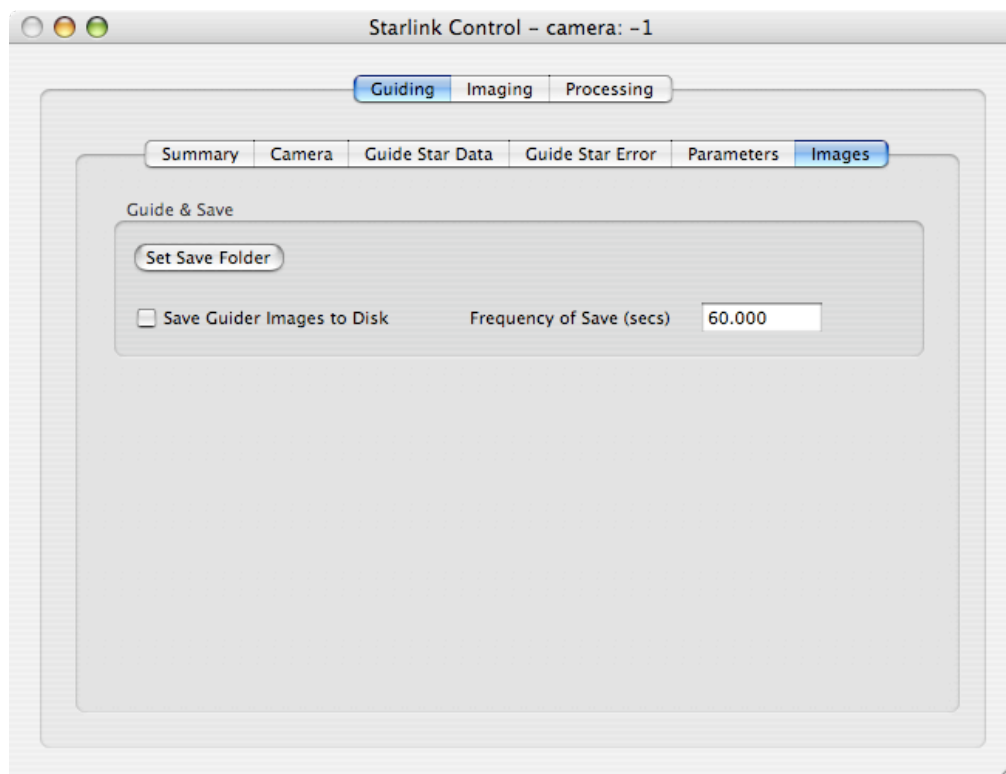 Starlink Control – camera: –1
Guiding Imaging Processing
Summary Camera Guide Star Data Guide Star Error Parameters Images
Guide & Save
Set Save Folder
Save Guider Images to Disk Frequency of Save (secs) 60.000